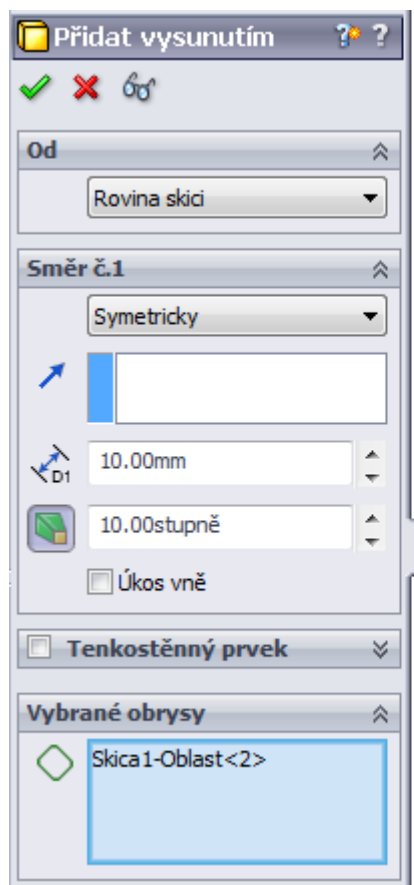 Přidat vysunutím
Od
Rovina skici
Směr č.1
Symetricky
D1
10.00mm
10.00stupně
Úkos vně
Tenkostěnný prvek
Vybrané obrysy
Skica1-Oblast<2>